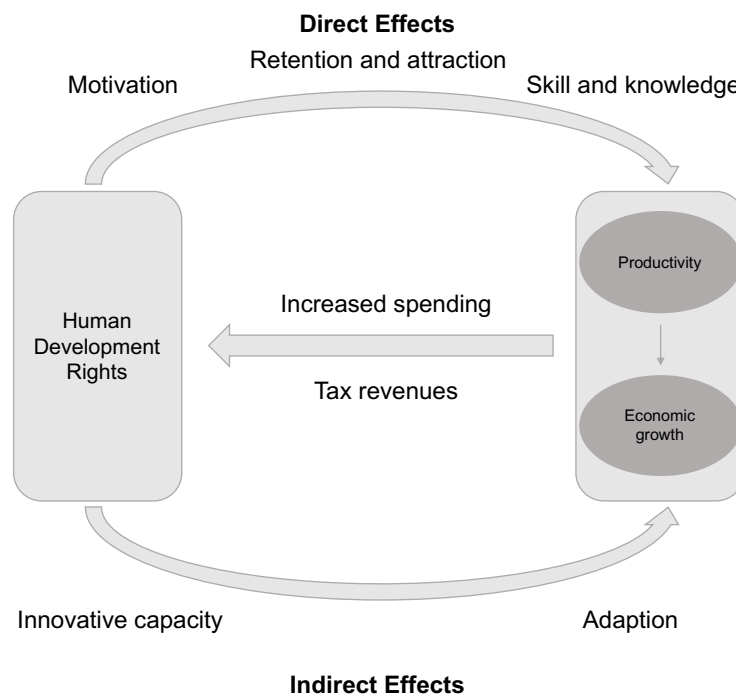 Direct Effects
Retention and attraction
Motivation
Skill and knowledge
Productivity
Increased spending
Human
Development
Rights
Tax revenues
Economic
growth
Innovative capacity
Adaption
Indirect Effects